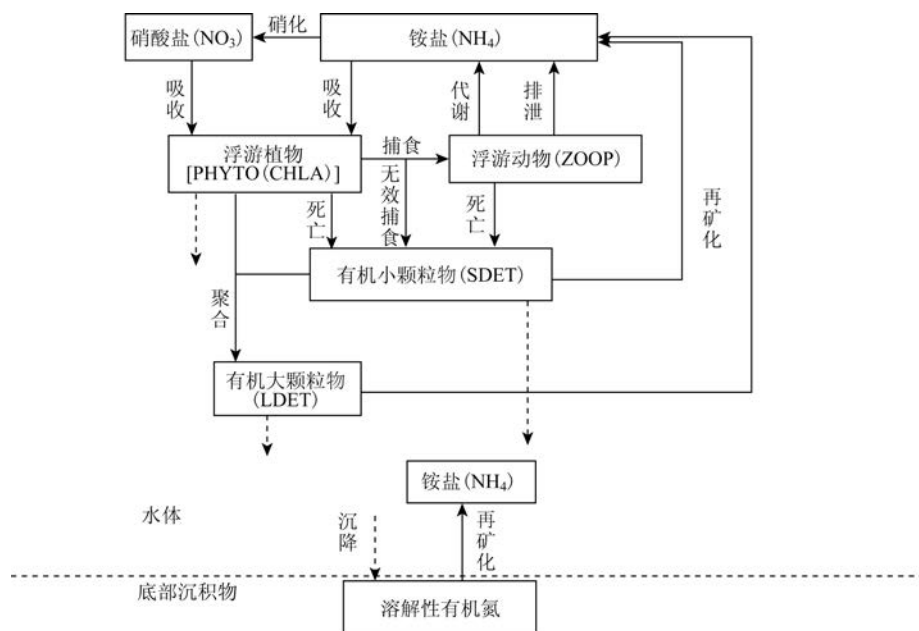 硝酸盐(NO₃)
硝化
铵盐(NH₄)
吸收
吸收
代谢
排泄
浮游植物
[PHYTO(CHLA)]
捕食
浮游动物(ZOOP)
无效捕食
死亡
死亡
再矿化
有机小颗粒物(SDET)
聚合
有机大颗粒物
(LDET)
铵盐(NH₄)
水体
沉降
再矿化
底部沉积物
溶解性有机氮